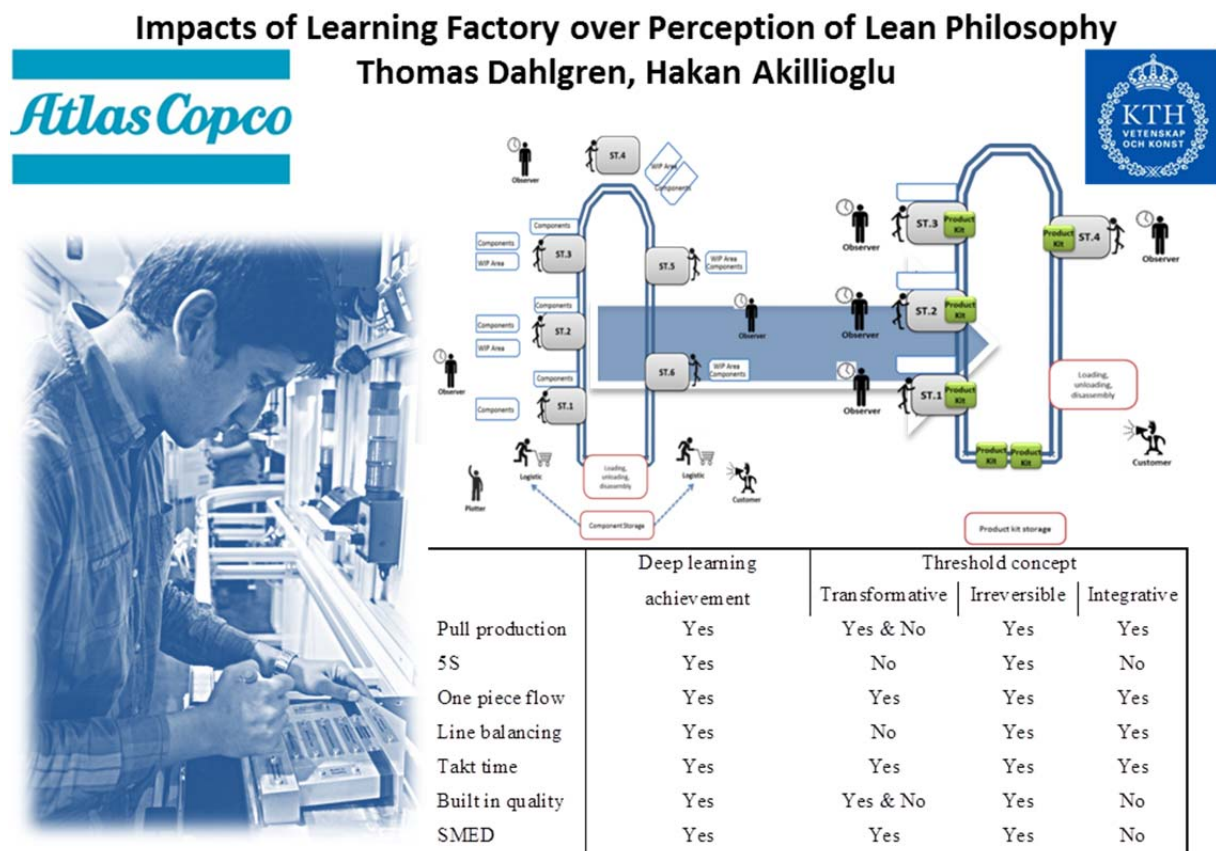 Impacts of Learning Factory over Perception of Lean Philosophy
Thomas Dahlgren, Hakan Akillioglu
Atlas Copco
KTH
VETENSKAP
OCH KONST
ST.4
Observer
WIP Area
Components
Components
Components
WIP Area
ST.3
ST.5
WIP Area
Components
Components
Components
WIP Area
ST.2
Observer
Observer
Components
Components
ST.1
ST.6
WIP Area
Components
Plotter
Logistic
Loading,
unloading,
disassembly
Logistic
Customer
Component Storage
Observer
ST.3
Product
Kit
Product
Kit
ST.4
Observer
Observer
ST.2
Product
Kit
Observer
ST.1
Product
Kit
Loading,
unloading,
disassembly
Product
Kit
Product
Kit
Customer
Product kit storage
Deep learning Threshold concept
achievement Transformative Irreversible Integrative
Pull production Yes Yes & No Yes Yes
5S Yes No Yes No
One piece flow Yes Yes Yes Yes
Line balancing Yes No Yes Yes
Takt time Yes Yes Yes Yes
Built in quality Yes Yes & No Yes No
SMED Yes Yes Yes No